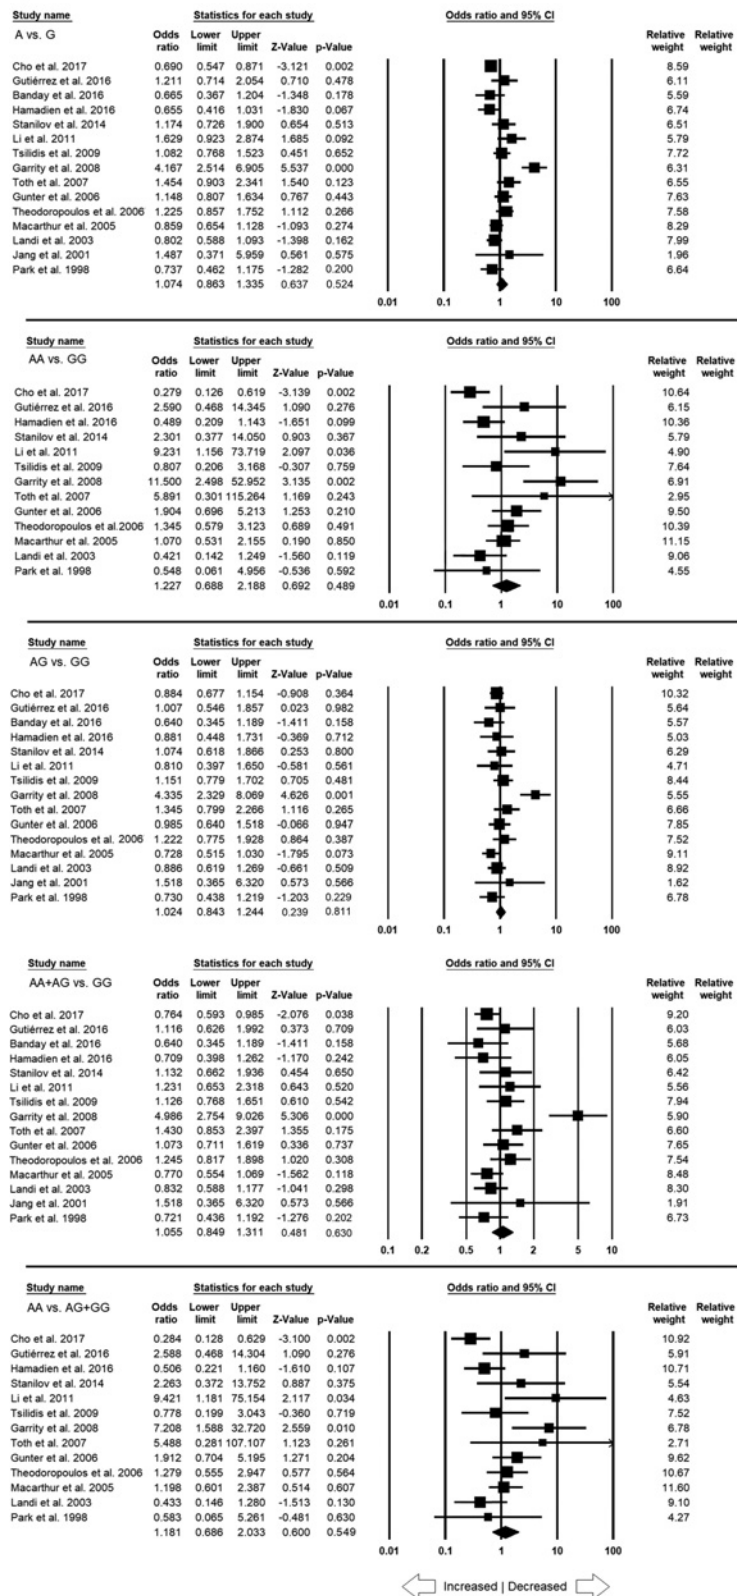 Study name Statistics for each study Odds ratio and 95% CI
A vs. G Odds ratio Lower limit Upper limit Z-Value p-Value Relative weight Relative weight
Cho et al. 2017 0.690 0.547 0.871 -3.121 0.002 8.59
Gutiérrez et al. 2016 1.211 0.714 2.054 0.710 0.478 6.11
Banday et al. 2016 0.665 0.367 1.204 -1.348 0.178 5.59
Hamadien et al. 2016 0.655 0.416 1.031 -1.830 0.067 6.74
Stanilov et al. 2014 1.174 0.726 1.900 0.654 0.513 6.51
Li et al. 2011 1.629 0.923 2.874 1.685 0.092 5.79
Tsilidis et al. 2009 1.082 0.768 1.523 0.451 0.652 7.72
Garrity et al. 2008 4.167 2.514 6.905 5.537 0.000 6.31
Toth et al. 2007 1.454 0.903 2.341 1.540 0.123 6.55
Gunter et al. 2006 1.148 0.807 1.634 0.767 0.443 7.63
Theodoropoulos et al. 2006 1.225 0.857 1.752 1.112 0.266 7.58
Macarthur et al. 2005 0.859 0.654 1.128 -1.093 0.274 8.29
Landi et al. 2003 0.802 0.588 1.093 -1.398 0.162 7.99
Jang et al. 2001 1.487 0.371 5.959 0.561 0.575 1.96
Park et al. 1998 0.737 0.462 1.175 -1.282 0.200 6.64
1.074 0.863 1.335 0.637 0.524
0.01 0.1 1 10 100
Study name Statistics for each study Odds ratio and 95% CI
AA vs. GG Odds ratio Lower limit Upper limit Z-Value p-Value Relative weight Relative weight
Cho et al. 2017 0.279 0.126 0.619 -3.139 0.002 10.64
Gutiérrez et al. 2016 2.590 0.468 14.345 1.090 0.276 6.15
Hamadien et al. 2016 0.489 0.209 1.143 -1.651 0.099 10.36
Stanilov et al. 2014 2.301 0.377 14.050 0.903 0.367 5.79
Li et al. 2011 9.231 1.156 73.719 2.097 0.036 4.90
Tsilidis et al. 2009 0.807 0.206 3.168 -0.307 0.759 7.64
Garrity et al. 2008 11.500 2.498 52.952 3.135 0.002 6.91
Toth et al. 2007 5.891 0.301 115.264 1.169 0.243 2.95
Gunter et al. 2006 1.904 0.696 5.213 1.253 0.210 9.50
Theodoropoulos et al.2006 1.345 0.579 3.123 0.689 0.491 10.39
Macarthur et al. 2005 1.070 0.531 2.155 0.190 0.850 11.15
Landi et al. 2003 0.421 0.142 1.249 -1.560 0.119 9.06
Park et al. 1998 0.548 0.061 4.956 -0.536 0.592 4.55
1.227 0.688 2.188 0.692 0.489
0.01 0.1 1 10 100
Study name Statistics for each study Odds ratio and 95% CI
AG vs. GG Odds ratio Lower limit Upper limit Z-Value p-Value Relative weight Relative weight
Cho et al. 2017 0.884 0.677 1.154 -0.908 0.364 10.32
Gutiérrez et al. 2016 1.007 0.546 1.857 0.023 0.982 5.64
Banday et al. 2016 0.640 0.345 1.189 -1.411 0.158 5.57
Hamadien et al. 2016 0.881 0.448 1.731 -0.369 0.712 5.03
Stanilov et al. 2014 1.074 0.618 1.866 0.253 0.800 6.29
Li et al. 2011 0.810 0.397 1.650 -0.581 0.561 4.71
Tsilidis et al. 2009 1.151 0.779 1.702 0.705 0.481 8.44
Garrity et al. 2008 4.335 2.329 8.069 4.626 0.001 5.55
Toth et al. 2007 1.345 0.799 2.266 1.116 0.265 6.66
Gunter et al. 2006 0.985 0.640 1.518 -0.066 0.947 7.85
Theodoropoulos et al. 2006 1.222 0.775 1.928 0.864 0.387 7.52
Macarthur et al. 2005 0.728 0.515 1.030 -1.795 0.073 9.11
Landi et al. 2003 0.886 0.619 1.269 -0.661 0.509 8.92
Jang et al. 2001 1.518 0.365 6.320 0.573 0.566 1.62
Park et al. 1998 0.730 0.438 1.219 -1.203 0.229 6.78
1.024 0.843 1.244 0.239 0.811
0.01 0.1 1 10 100
Study name Statistics for each study Odds ratio and 95% CI
AA+AG vs. GG Odds ratio Lower limit Upper limit Z-Value p-Value Relative weight Relative weight
Cho et al. 2017 0.764 0.593 0.985 -2.076 0.038 9.20
Gutiérrez et al. 2016 1.116 0.626 1.992 0.373 0.709 6.03
Banday et al. 2016 0.640 0.345 1.189 -1.411 0.158 5.68
Hamadien et al. 2016 0.709 0.398 1.262 -1.170 0.242 6.05
Stanilov et al. 2014 1.132 0.662 1.936 0.454 0.650 6.42
Li et al. 2011 1.231 0.653 2.318 0.643 0.520 5.56
Tsilidis et al. 2009 1.126 0.768 1.651 0.610 0.542 7.94
Garrity et al. 2008 4.986 2.754 9.026 5.306 0.000 5.90
Toth et al. 2007 1.430 0.853 2.397 1.355 0.175 6.60
Gunter et al. 2006 1.073 0.711 1.619 0.336 0.737 7.65
Theodoropoulos et al. 2006 1.245 0.817 1.898 1.020 0.308 7.54
Macarthur et al. 2005 0.770 0.554 1.069 -1.562 0.118 8.48
Landi et al. 2003 0.832 0.588 1.177 -1.041 0.298 8.30
Jang et al. 2001 1.518 0.365 6.320 0.573 0.566 1.91
Park et al. 1998 0.721 0.436 1.192 -1.276 0.202 6.73
1.055 0.849 1.311 0.481 0.630
0.1 0.2 0.5 1 2 5 10
Study name Statistics for each study Odds ratio and 95% CI
AA vs. AG+GG Odds ratio Lower limit Upper limit Z-Value p-Value Relative weight Relative weight
Cho et al. 2017 0.284 0.128 0.629 -3.100 0.002 10.92
Gutiérrez et al. 2016 2.588 0.468 14.304 1.090 0.276 5.91
Hamadien et al. 2016 0.506 0.221 1.160 -1.610 0.107 10.71
Stanilov et al. 2014 2.263 0.372 13.752 0.887 0.375 5.54
Li et al. 2011 9.421 1.181 75.154 2.117 0.034 4.63
Tsilidis et al. 2009 0.778 0.199 3.043 -0.360 0.719 7.52
Garrity et al. 2008 7.208 1.588 32.720 2.559 0.010 6.78
Toth et al. 2007 5.488 0.281 107.107 1.123 0.261 2.71
Gunter et al. 2006 1.912 0.704 5.195 1.271 0.204 9.62
Theodoropoulos et al. 2006 1.279 0.555 2.947 0.577 0.564 10.67
Macarthur et al. 2005 1.198 0.601 2.387 0.514 0.607 11.60
Landi et al. 2003 0.433 0.146 1.280 -1.513 0.130 9.10
Park et al. 1998 0.583 0.065 5.261 -0.481 0.630 4.27
1.181 0.686 2.033 0.600 0.549
0.01 0.1 1 10 100
Increased | Decreased